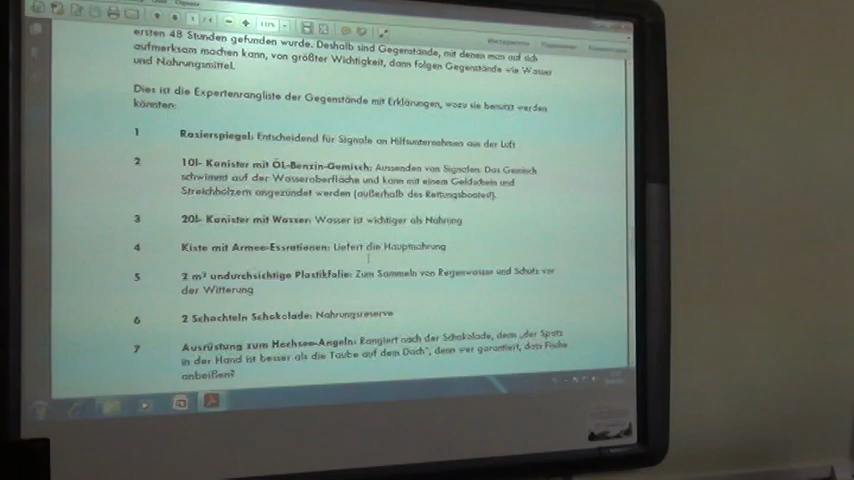 ersten 48 Stunden gefunden wurde. Deshalb sind Gegenstände, mit denen man auf sich
aufmerksam machen kann, von größter Wichtigkeit, dann folgen Gegenstände wie Wasser
und Nahrungsmittel.
Dies ist die Expertenrangliste der Gegenstände mit Erklärungen, wozu sie benutzt werden
könnten:
1 Rasierspiegel: Entscheidend für Signale an Hilfsunternehmen aus der Luft
2 10l- Kanister mit ÖL-Benzin-Gemisch: Aussenden von Signalen. Das Gemisch
schwimmt auf der Wasseroberfläche und kann mit einem Geldschein und
Streichhölzern angezündet werden (außerhalb des Rettungsbootes!).
3 20l- Kanister mit Wasser: Wasser ist wichtiger als Nahrung
4 Kiste mit Armee-Essrationen: Liefert die Hauptnahrung
5 2 m² undurchsichtige Plastikfolie: Zum Sammeln von Regenwasser und Schutz vor
der Witterung
6 2 Schachteln Schokolade: Nahrungsreserve
7 Ausrüstung zum Hochsee-Angeln: Rangiert nach der Schokolade, denn „der Spatz
in der Hand ist besser als die Taube auf dem Dach“, denn wer garantiert, dass Fische
anbeißen?